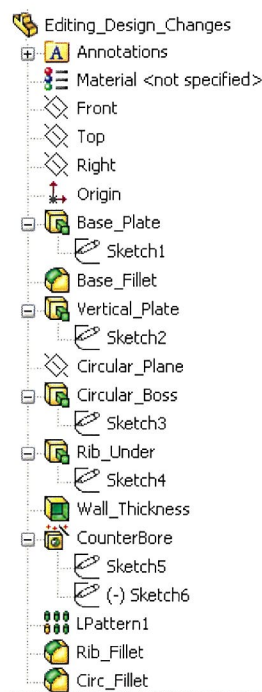 Editing_Design_Changes
A Annotations
Material <not specified>
Front
Top
Right
Origin
Base_Plate
Sketch1
Base_Fillet
Vertical_Plate
Sketch2
Circular_Plane
Circular_Boss
Sketch3
Rib_Under
Sketch4
Wall_Thickness
CounterBore
Sketch5
(-) Sketch6
LPattern1
Rib_Fillet
Circ_Fillet